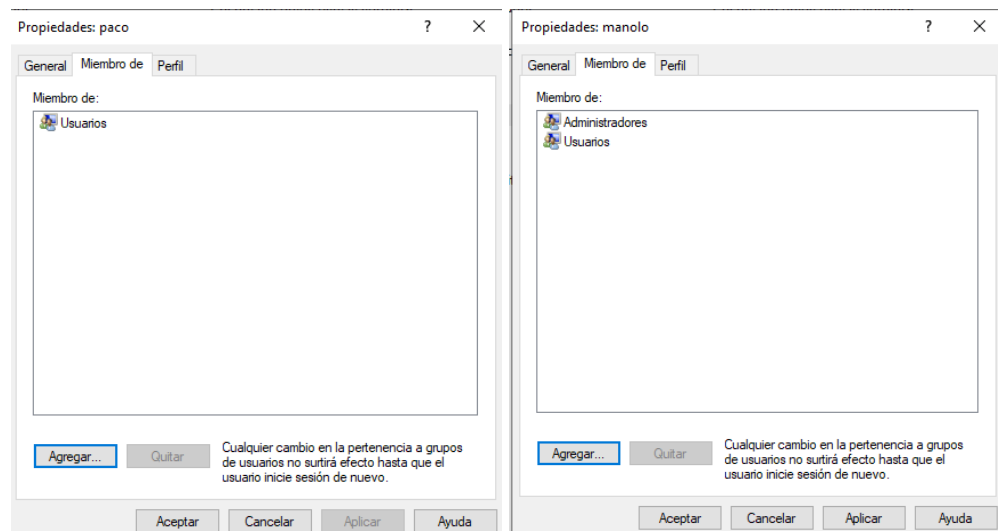 Propiedades: paco
?
General
Miembro de
Perfil
Miembro de:
Usuarios
Agregar...
Quitar
Cualquier cambio en la pertenencia a grupos
de usuarios no surtirá efecto hasta que el
usuario inicie sesión de nuevo.
Aceptar
Cancelar
Aplicar
Ayuda
Propiedades: manolo
?
General
Miembro de
Perfil
Miembro de:
Administradores
Usuarios
Agregar...
Quitar
Cualquier cambio en la pertenencia a grupos
de usuarios no surtirá efecto hasta que el
usuario inicie sesión de nuevo.
Aceptar
Cancelar
Aplicar
Ayuda